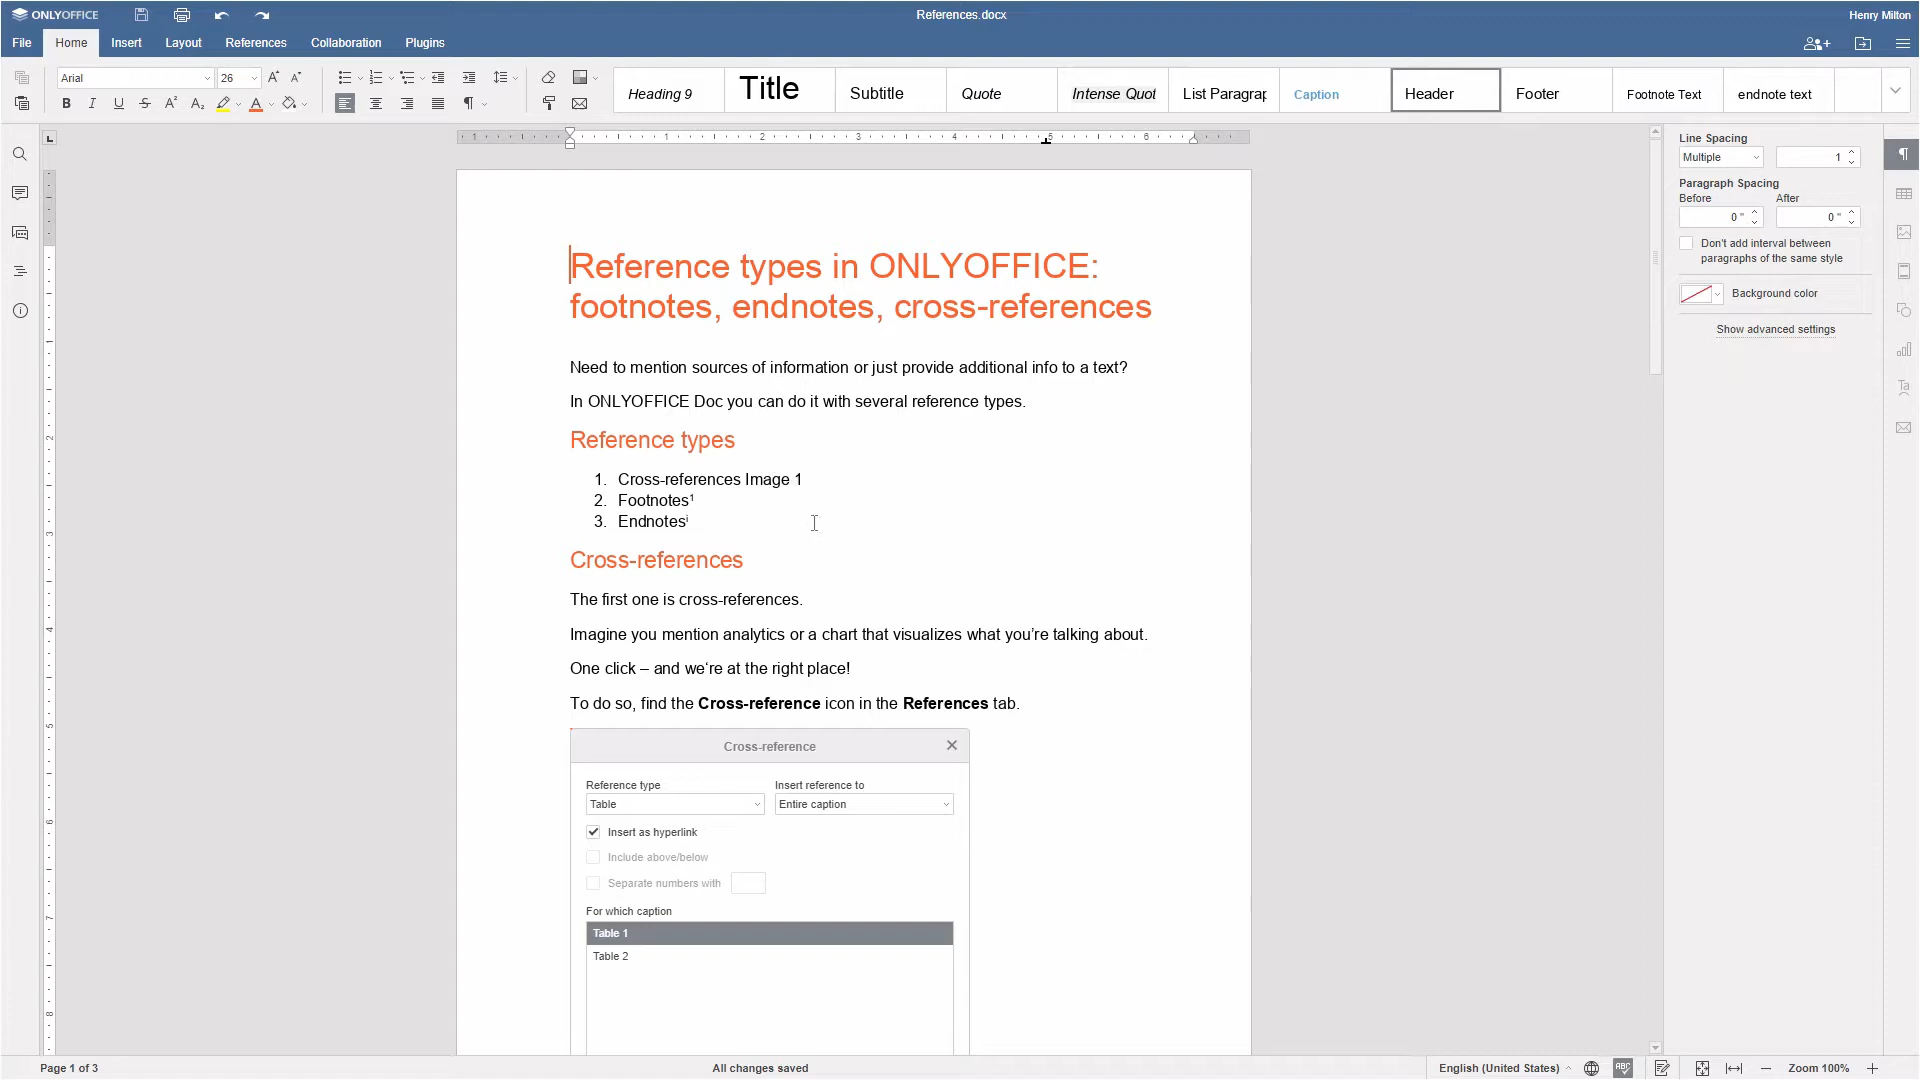 ONLYOFFICE
References.docx
Henry Milton
File
Home
Insert
Layout
References
Collaboration
Plugins
Arial
26
Heading 9
Title
Subtitle
Quote
Intense Quot
List Paragrap
Caption
Header
Footer
Footnote Text
endnote text
1 1 2 3 4 5 6
Line Spacing
Multiple
1
Paragraph Spacing
Before
After
0 "
0 "
Don't add interval between
paragraphs of the same style
Background color
Show advanced settings
Reference types in ONLYOFFICE:
footnotes, endnotes, cross-references
Need to mention sources of information or just provide additional info to a text?
In ONLYOFFICE Doc you can do it with several reference types.
Reference types
1. Cross-references Image 1
2. Footnotes¹
3. Endnotesⁱ
Cross-references
The first one is cross-references.
Imagine you mention analytics or a chart that visualizes what you’re talking about.
One click – and we‘re at the right place!
To do so, find the Cross-reference icon in the References tab.
Cross-reference
Reference type
Insert reference to
Table
Entire caption
Insert as hyperlink
Include above/below
Separate numbers with
For which caption
Table 1
Table 2
Page 1 of 3
All changes saved
English (United States)
Zoom 100%